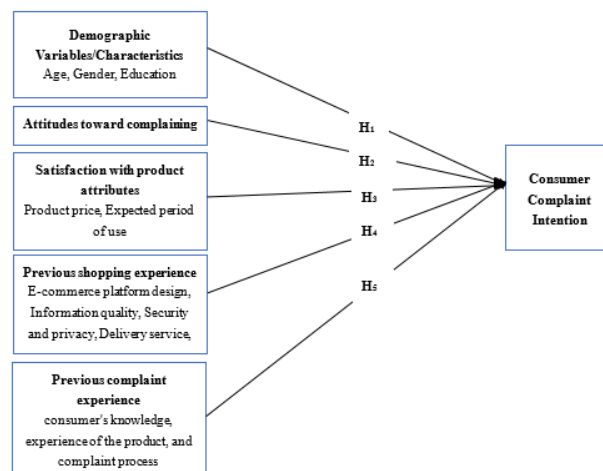 Demographic
Variables/Characteristics
Age, Gender, Education
Attitudes toward complaining
Satisfaction with product
attributes
Product price, Expected period
of use
Previous shopping experience
E-commerce platform design,
Information quality, Security
and privacy, Delivery service,
Previous complaint
experience
consumer's knowledge,
experience of the product, and
complaint process
H₁
H₂
H₃
H₄
H₅
Consumer
Complaint
Intention